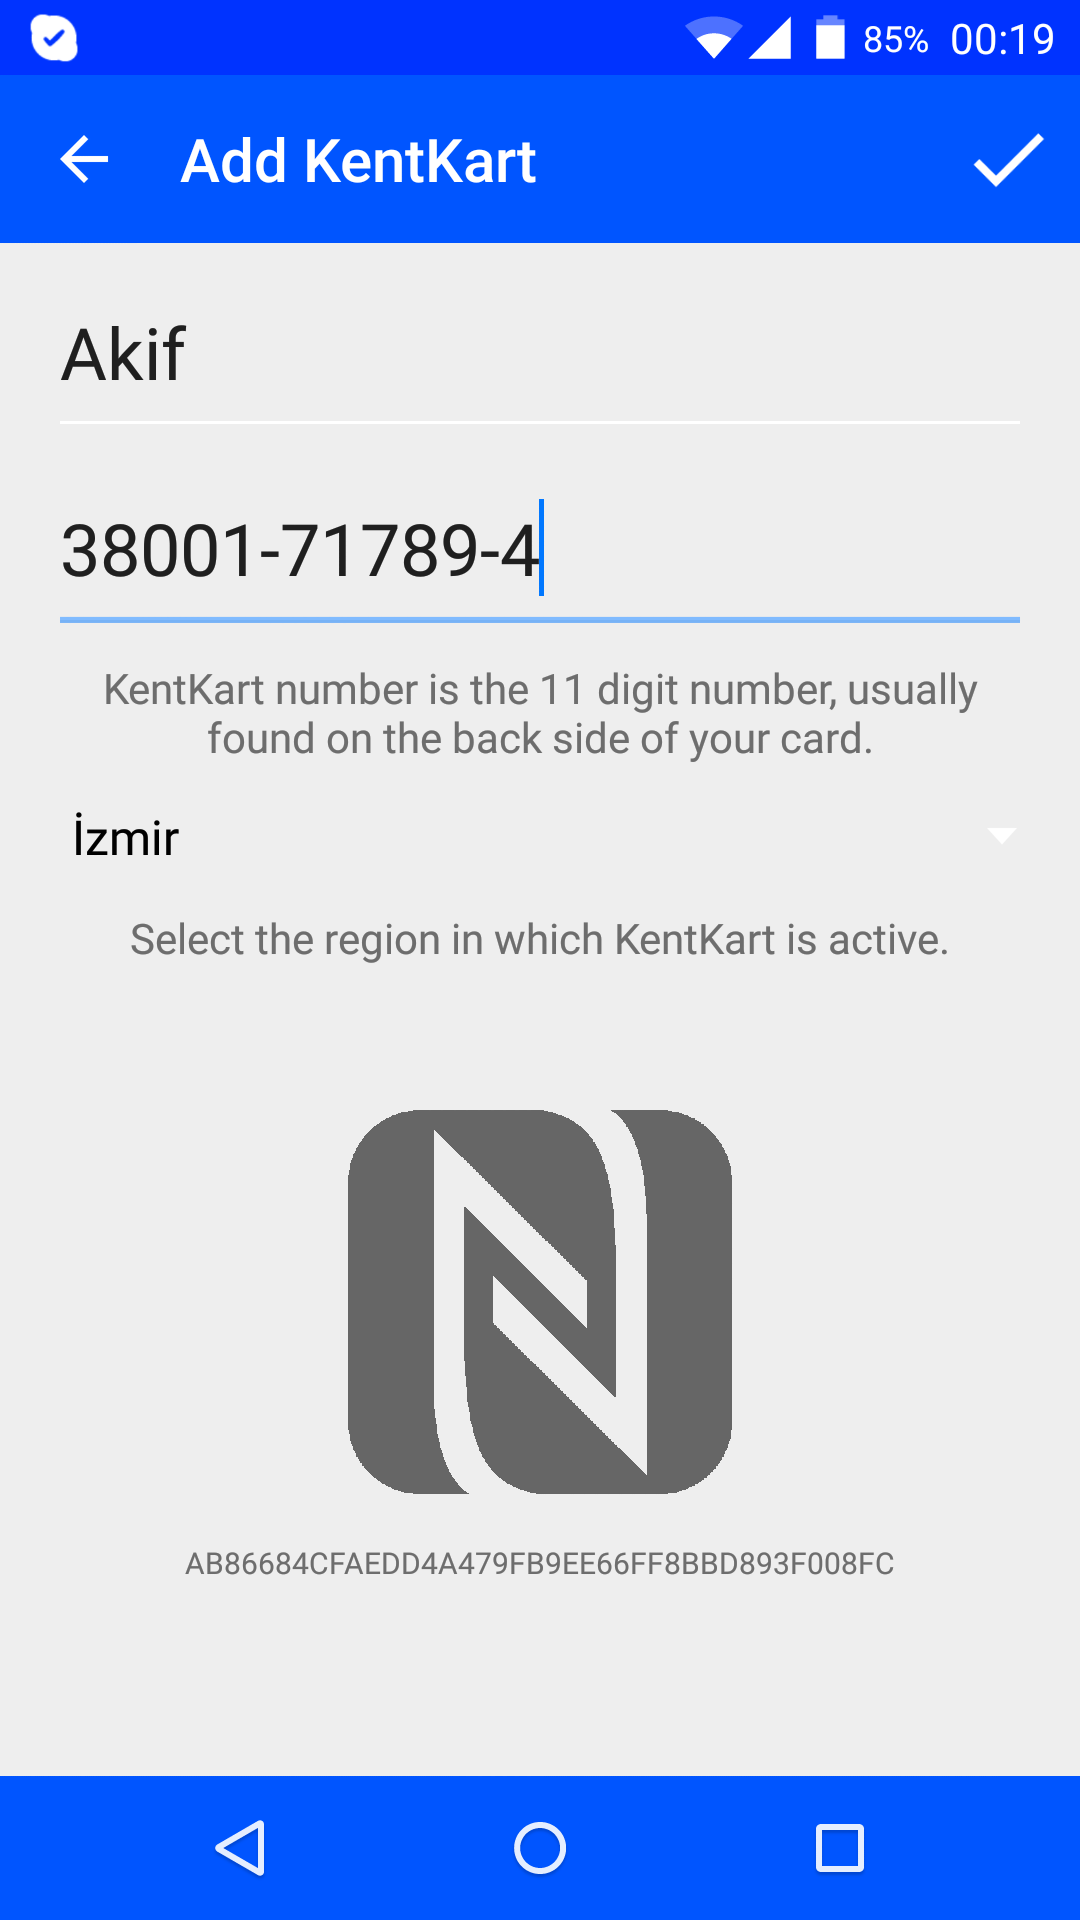 85% 00:19
Add KentKart
Akif
38001-71789-4
KentKart number is the 11 digit number, usually
found on the back side of your card.
İzmir
Select the region in which KentKart is active.
AB86684CFAEDD4A479FB9EE66FF8BBD893F008FC